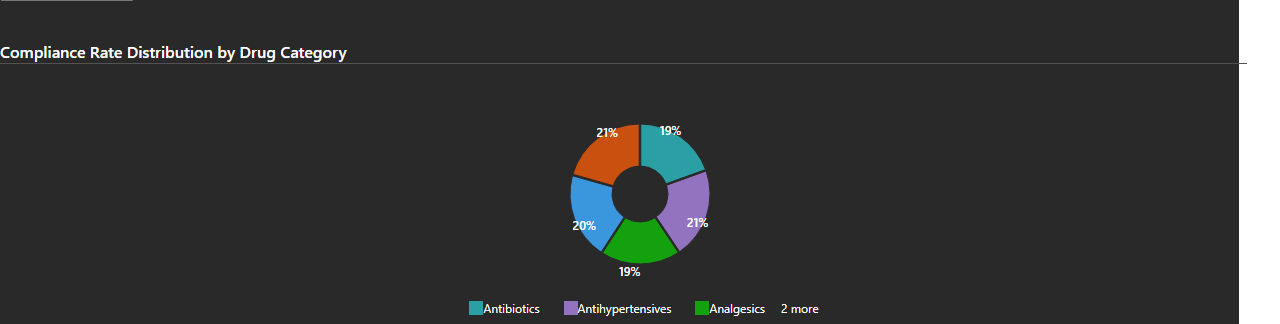 Compliance Rate Distribution by Drug Category
21% 19%
20% 21%
19%
Antibiotics Antihypertensives Analgesics 2 more